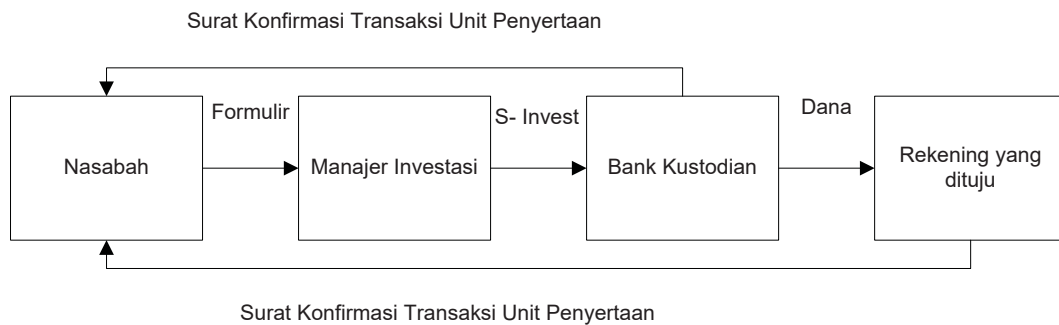 Surat Konfirmasi Transaksi Unit Penyertaan
Nasabah
Formulir
Manajer Investasi
S- Invest
Bank Kustodian
Dana
Rekening yang
dituju
Surat Konfirmasi Transaksi Unit Penyertaan